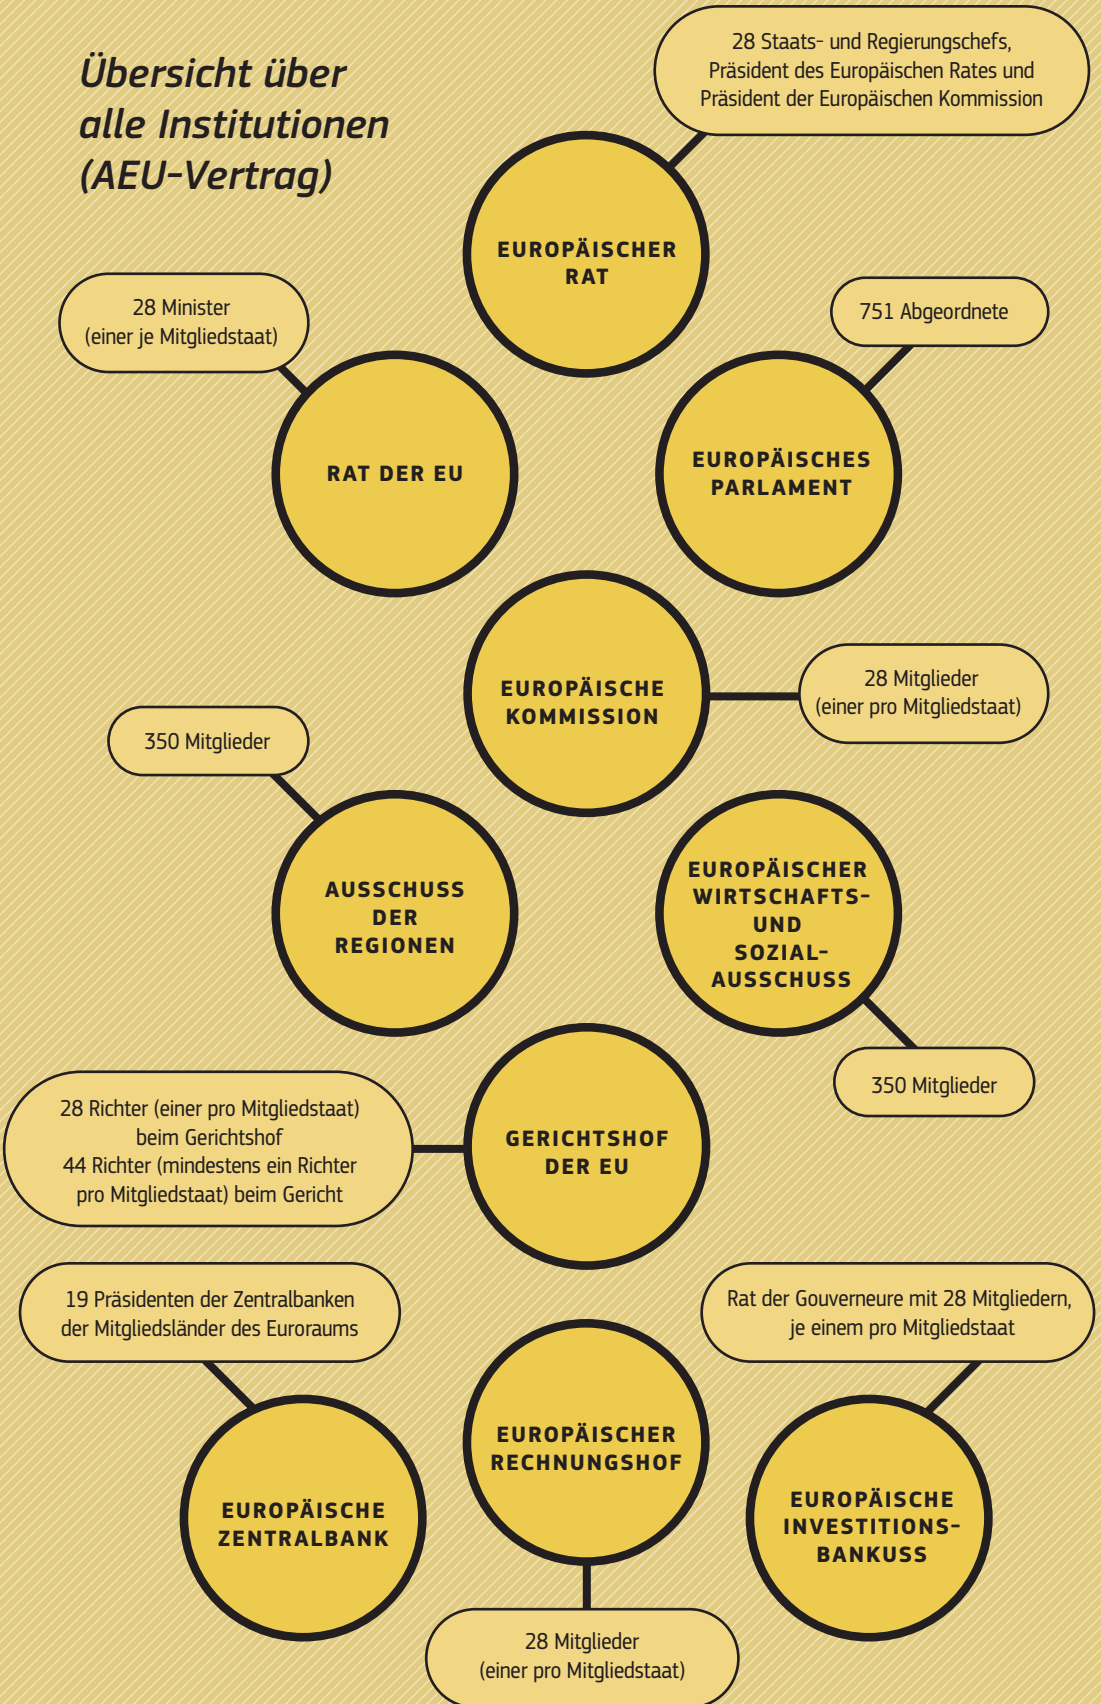 Übersicht über
alle Institutionen
(AEU-Vertrag)
28 Staats- und Regierungschefs,
Präsident des Europäischen Rates und
Präsident der Europäischen Kommission
EUROPÄISCHER
RAT
28 Minister
(einer je Mitgliedstaat)
RAT DER EU
751 Abgeordnete
EUROPÄISCHES
PARLAMENT
EUROPÄISCHE
KOMMISSION
28 Mitglieder
(einer pro Mitgliedstaat)
350 Mitglieder
AUSSCHUSS
DER
REGIONEN
EUROPÄISCHER
WIRTSCHAFTS-
UND
SOZIAL-
AUSSCHUSS
350 Mitglieder
28 Richter (einer pro Mitgliedstaat)
beim Gerichtshof
44 Richter (mindestens ein Richter
pro Mitgliedstaat) beim Gericht
GERICHTSHOF
DER EU
19 Präsidenten der Zentralbanken
der Mitgliedsländer des Euroraums
EUROPÄISCHE
ZENTRALBANK
EUROPÄISCHER
RECHNUNGSHOF
28 Mitglieder
(einer pro Mitgliedstaat)
Rat der Gouverneure mit 28 Mitgliedern,
je einem pro Mitgliedstaat
EUROPÄISCHE
INVESTITIONS-
BANKUSS